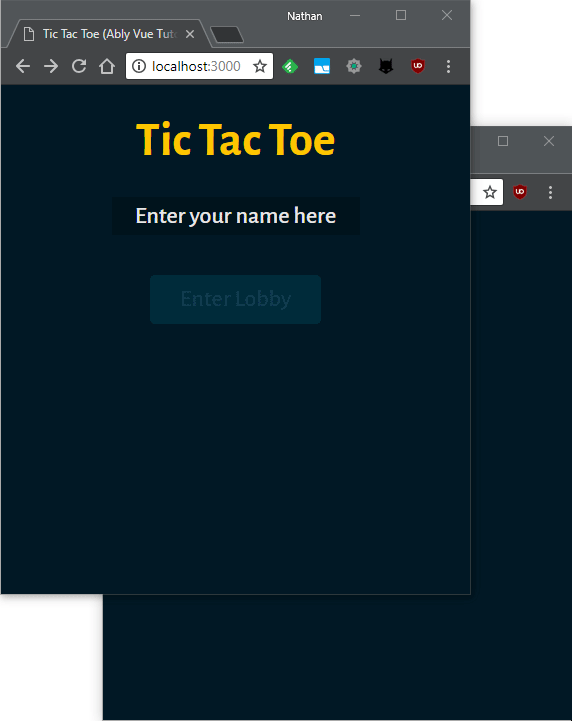 Nathan
Tic Tac Toe (Ably Vue Tut
localhost:3000
Tic Tac Toe
Enter your name here
Enter Lobby